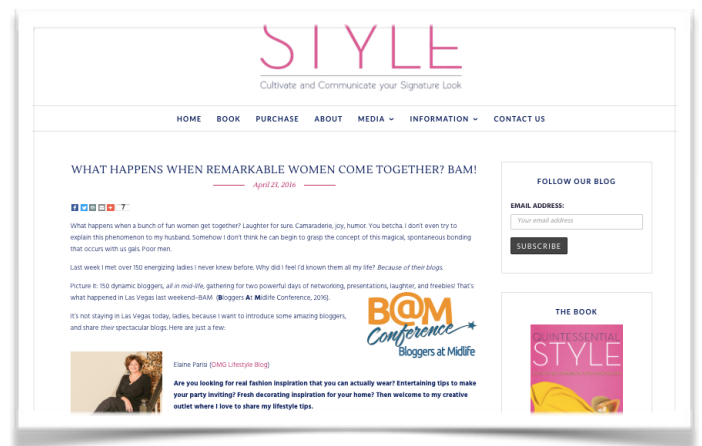 STYLE
Cultivate and Communicate your Signature Look
HOME BOOK PURCHASE ABOUT MEDIA INFORMATION CONTACT US
WHAT HAPPENS WHEN REMARKABLE WOMEN COME TOGETHER? BAM!
April 21, 2016
7
What happens when a bunch of fun women get together? Laughter for sure. Camaraderie, joy, humor. You betcha. I don't even try to
explain this phenomenon to my husband. Somehow I don't think he can begin to grasp the concept of this magical, spontaneous bonding
that occurs with us gals. Poor men.
Last week I met over 150 energizing ladies I never knew before. Why did I feel I'd known them all my life? Because of their blogs.
Picture it: 150 dynamic bloggers, all in mid-life, gathering for two powerful days of networking, presentations, laughter, and freebies! That's
what happened in Las Vegas last weekend–BAM (Bloggers At Midlife Conference, 2016).
It's not staying in Las Vegas today, ladies, because I want to introduce some amazing bloggers,
and share their spectacular blogs. Here are just a few:
B@M
Conference
Bloggers at Midlife
Elaine Parisi (OMG Lifestyle Blog)
Are you looking for real fashion inspiration that you can actually wear? Entertaining tips to make
your party inviting? Fresh decorating inspiration for your home? Then welcome to my creative
outlet where I love to share my lifestyle tips.
FOLLOW OUR BLOG
EMAIL ADDRESS:
Your email address
SUBSCRIBE
THE BOOK
QUINTESSENTIAL
STYLE